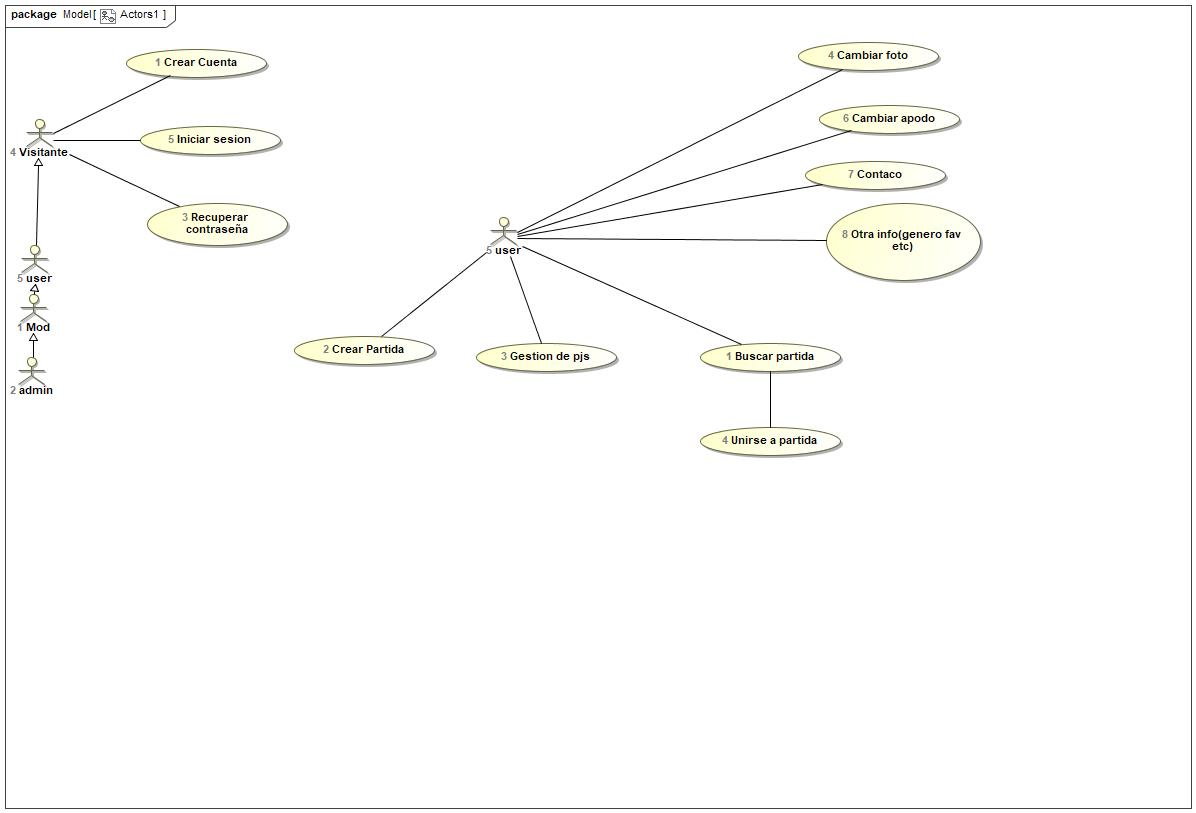 package Model[ Actors1 ]
1 Crear Cuenta
5 Iniciar sesion
4 Visitante
3 Recuperar
contraseña
5 user
1 Mod
2 admin
4 Cambiar foto
6 Cambiar apodo
7 Contaco
8 Otra info(genero fav
etc)
5 user
2 Crear Partida
3 Gestion de pjs
1 Buscar partida
4 Unirse a partida